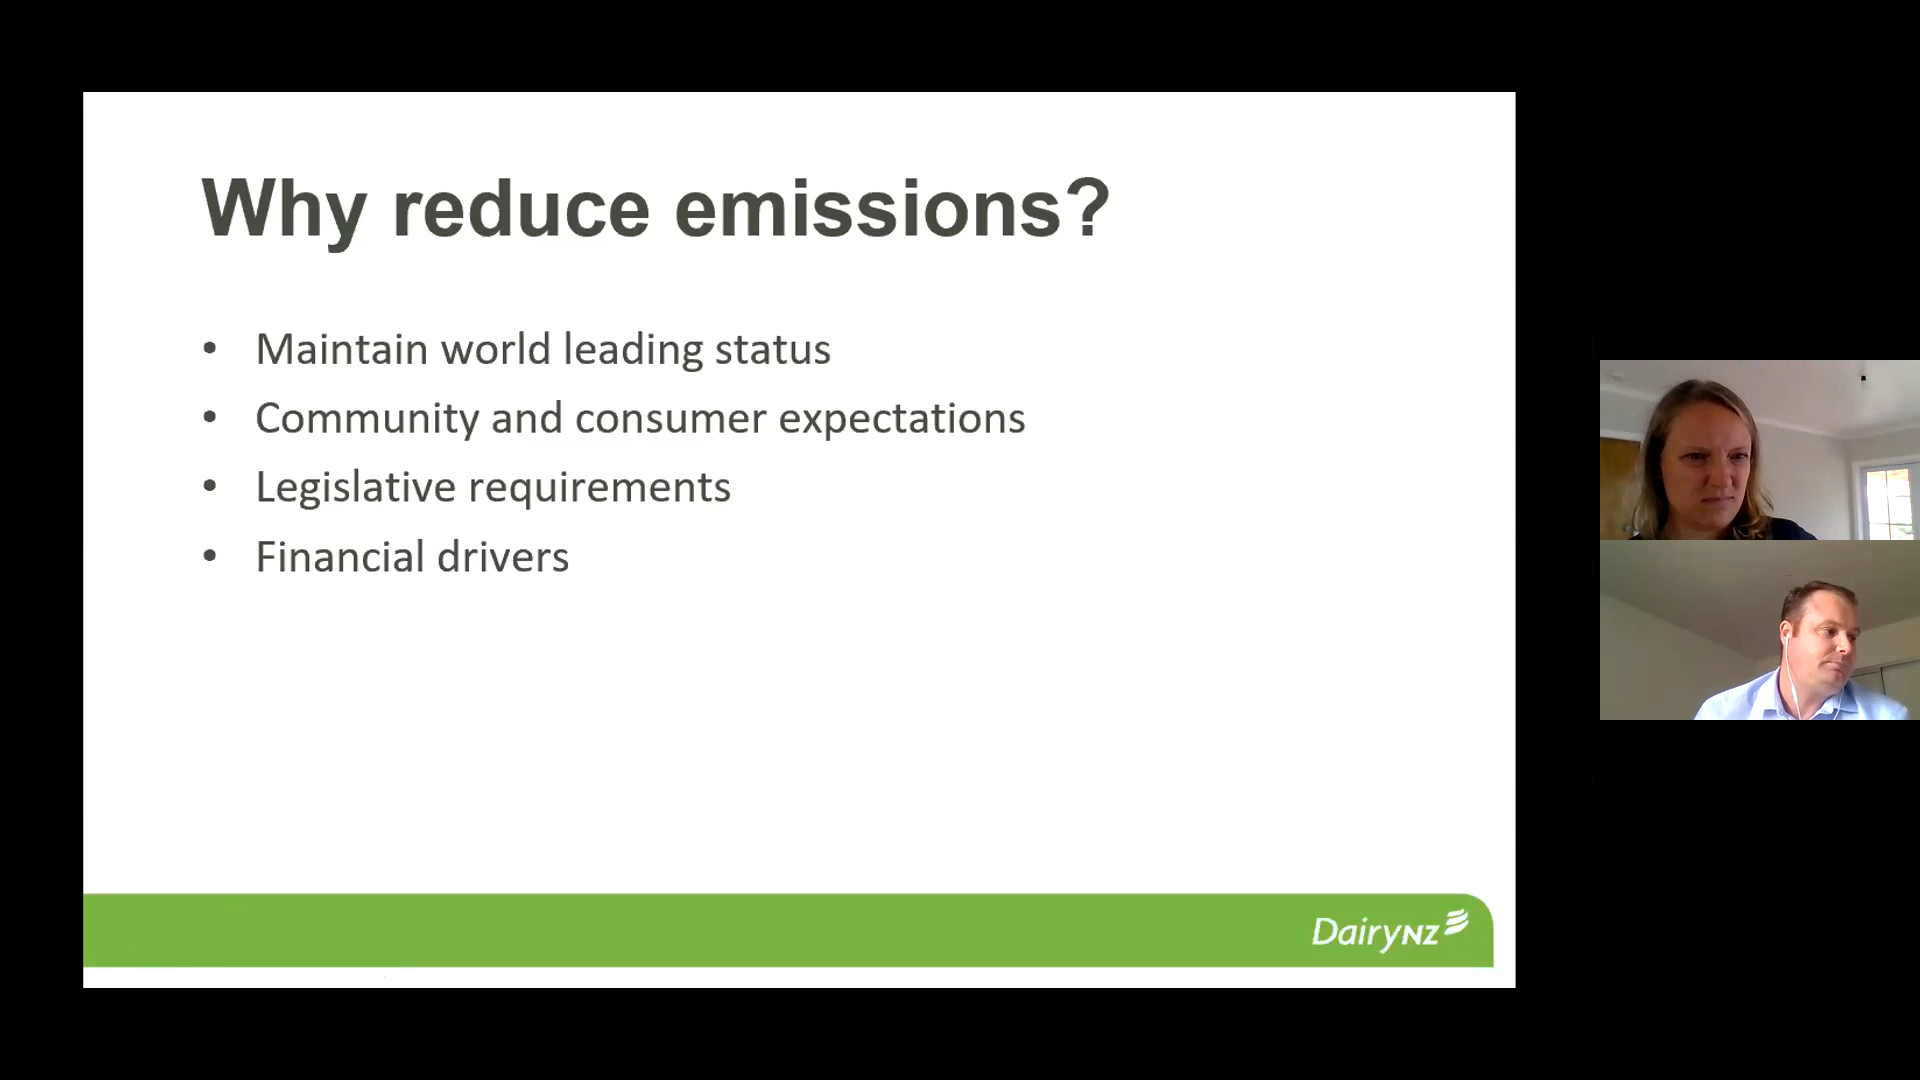 Why reduce emissions?
• Maintain world leading status
• Community and consumer expectations
• Legislative requirements
• Financial drivers
DairyNZ